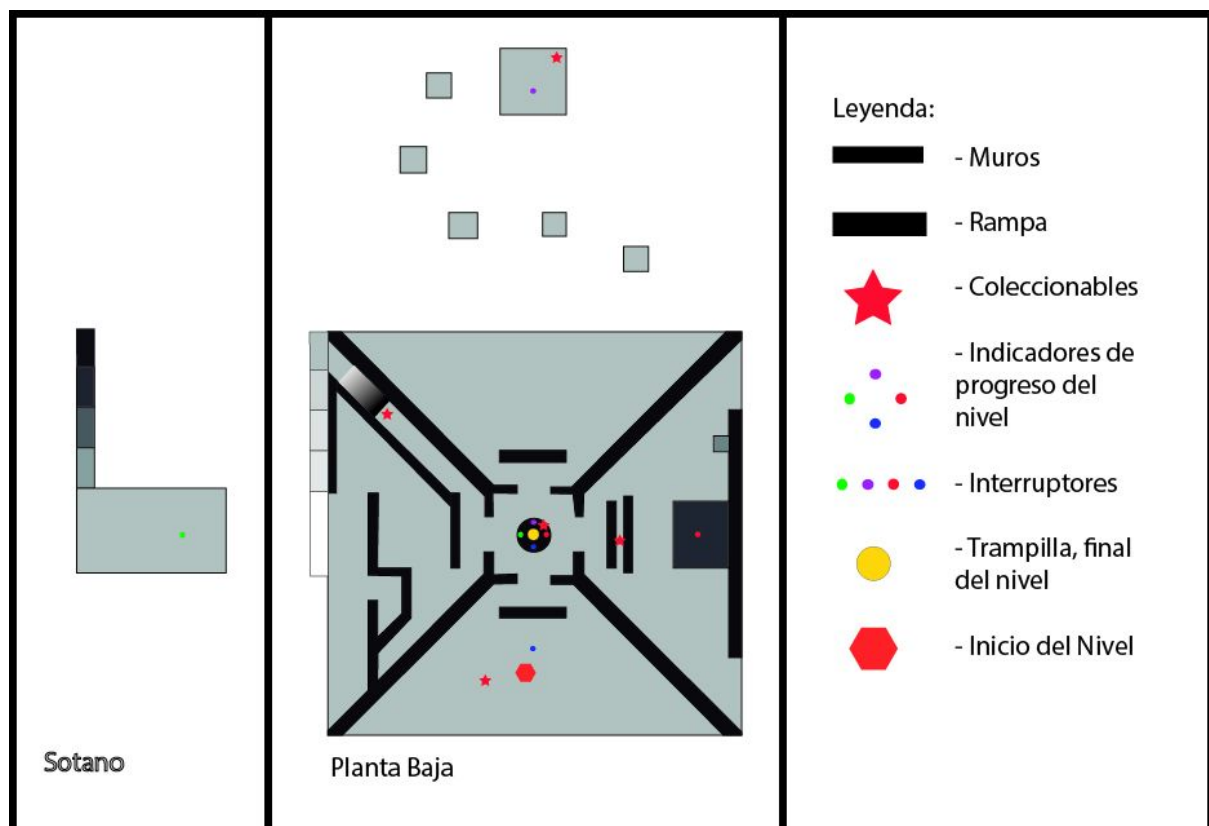 Sotano
Planta Baja
Leyenda:
- Muros
- Rampa
- Coleccionables
- Indicadores de
progreso del
nivel
- Interruptores
- Trampilla, final
del nivel
- Inicio del Nivel